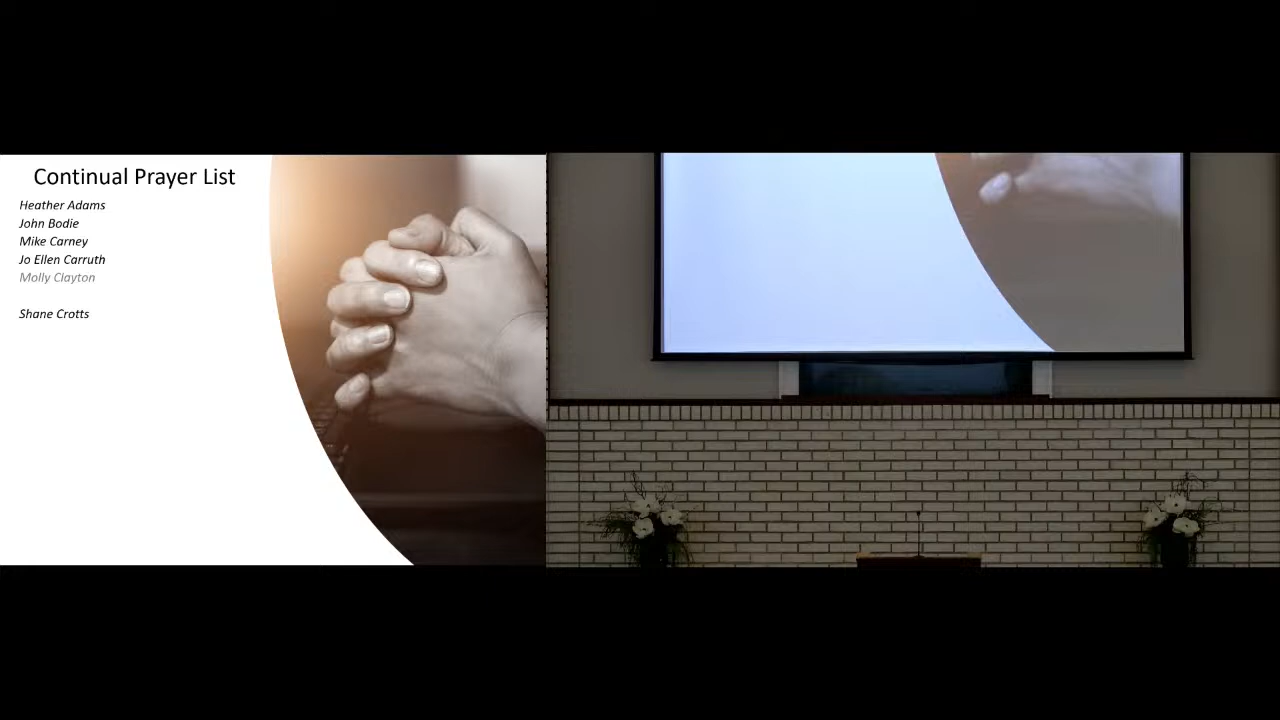 Continual Prayer List
Heather Adams
John Bodie
Mike Carney
Jo Ellen Carruth
Molly Clayton
Shane Crotts